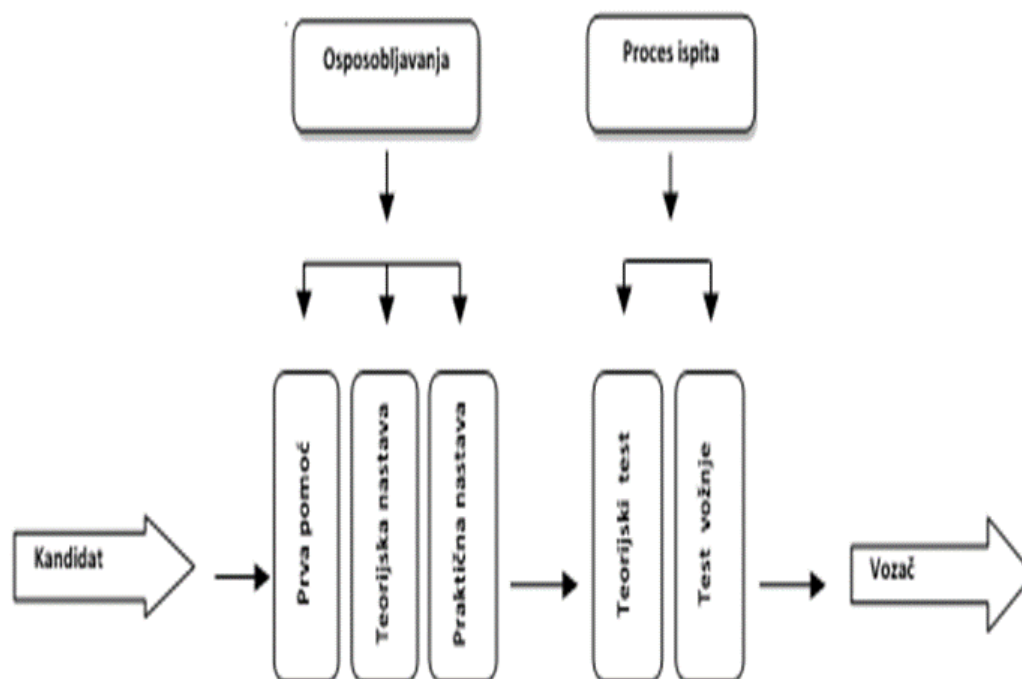 Osposobljavanja
Proces ispita
Kandidat
Prva pomoć
Teorijska nastava
Praktična nastava
Teorijski test
Test vožnje
Vozač